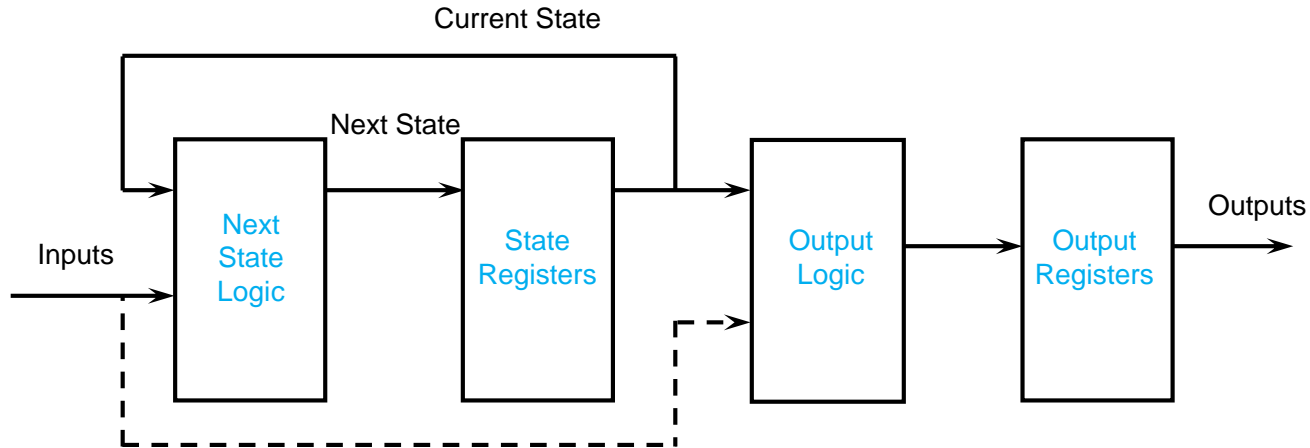 Current State
Next State
Inputs
Next
State
Logic
State
Registers
Output
Logic
Output
Registers
Outputs